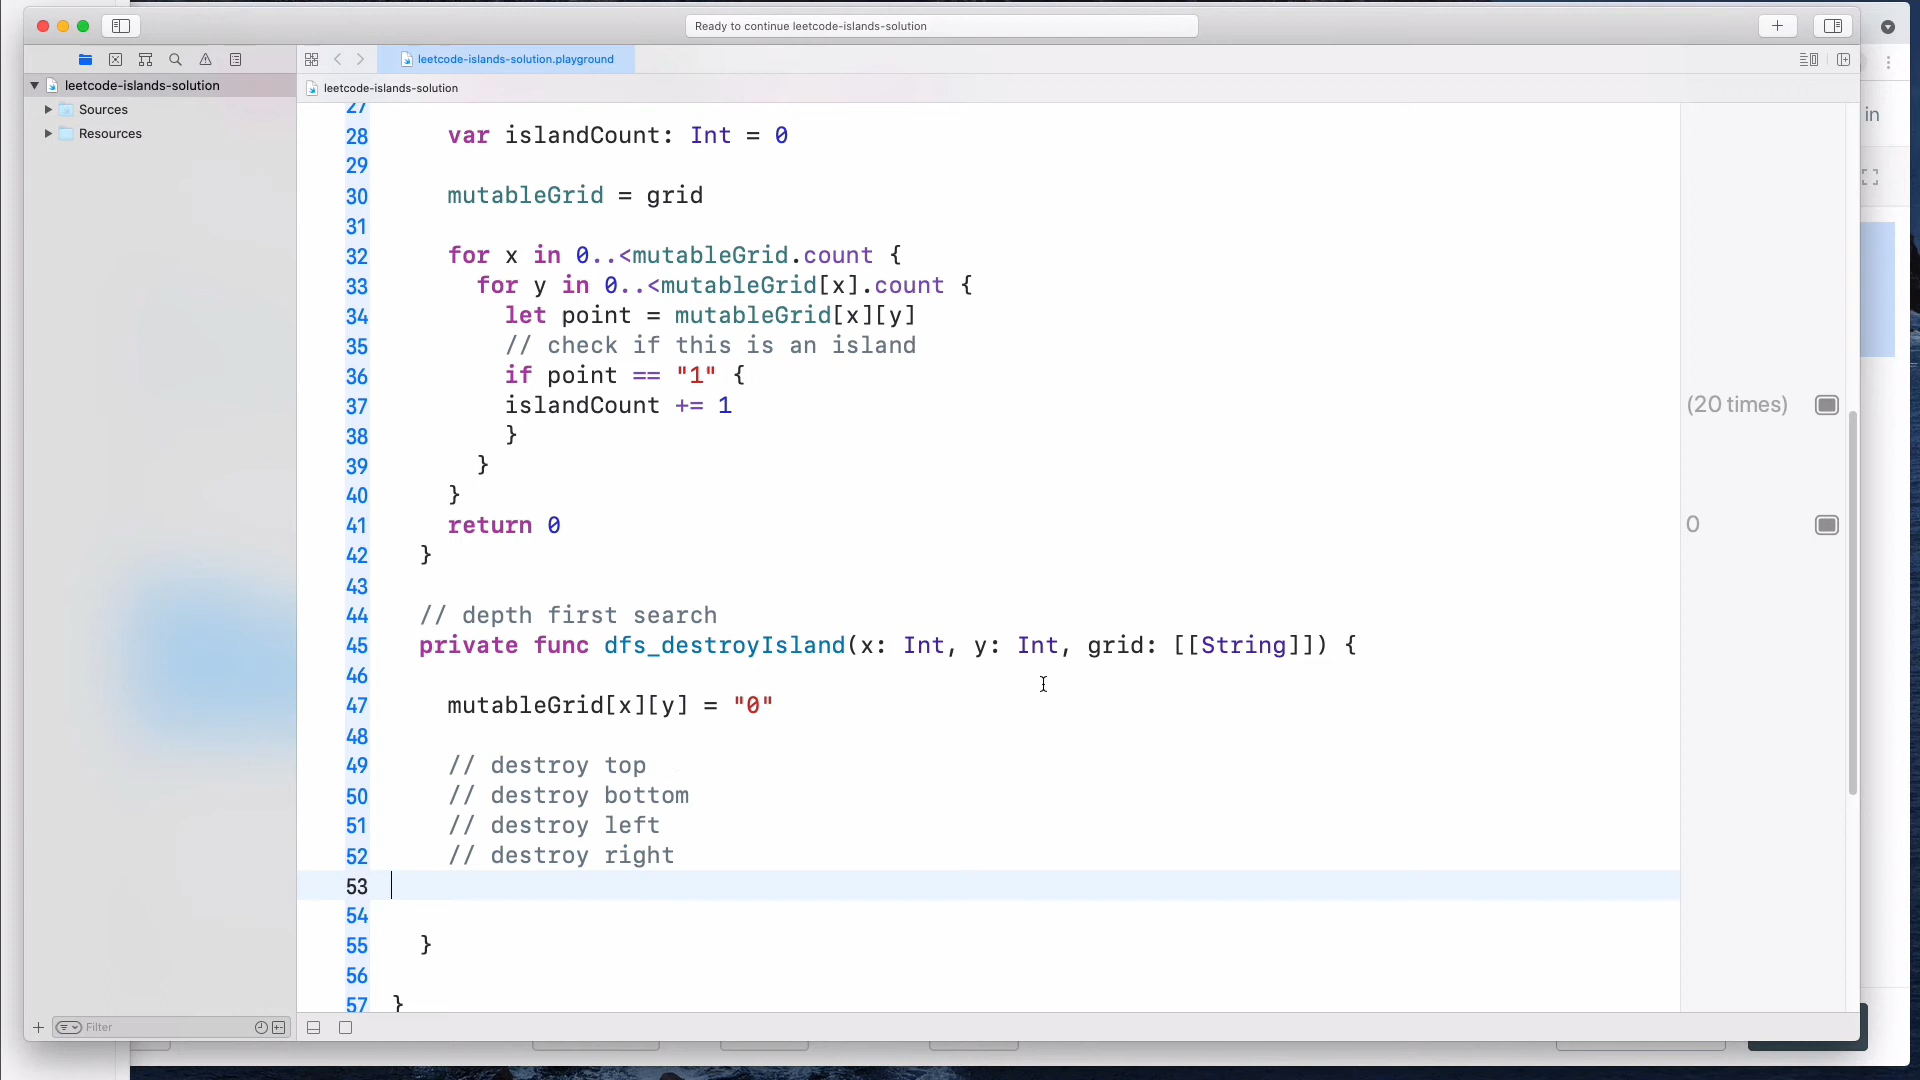 Ready to continue leetcode-islands-solution
leetcode-islands-solution.playground
leetcode-islands-solution
leetcode-islands-solution
Sources
Resources
27
28 var islandCount: Int = 0
29
30 mutableGrid = grid
31
32 for x in 0..<mutableGrid.count {
33 for y in 0..<mutableGrid[x].count {
34 let point = mutableGrid[x][y]
35 // check if this is an island
36 if point == "1" {
37 islandCount += 1
(20 times)
38 }
39 }
40 }
41 return 0
0
42 }
43
44 // depth first search
45 private func dfs_destroyIsland(x: Int, y: Int, grid: [[String]]) {
46
47 mutableGrid[x][y] = "0"
48
49 // destroy top
50 // destroy bottom
51 // destroy left
52 // destroy right
53
54
55 }
56
57 }
Filter
in